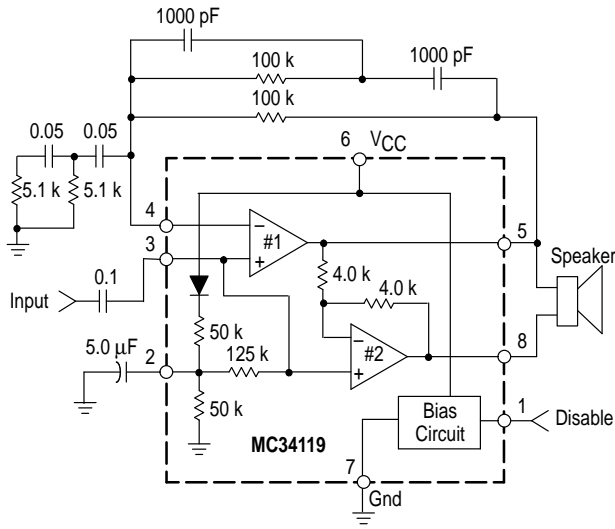 1000 pF
100 k
1000 pF
100 k
0.05 0.05
6 VCC
5.1 k 5.1 k
4
#1
5
3
Speaker
4.0 k
4.0 k
Input
0.1
50 k
#2
5.0 µF
2
125 k
8
50 k
Bias
Circuit
1
Disable
MC34119
7
Gnd